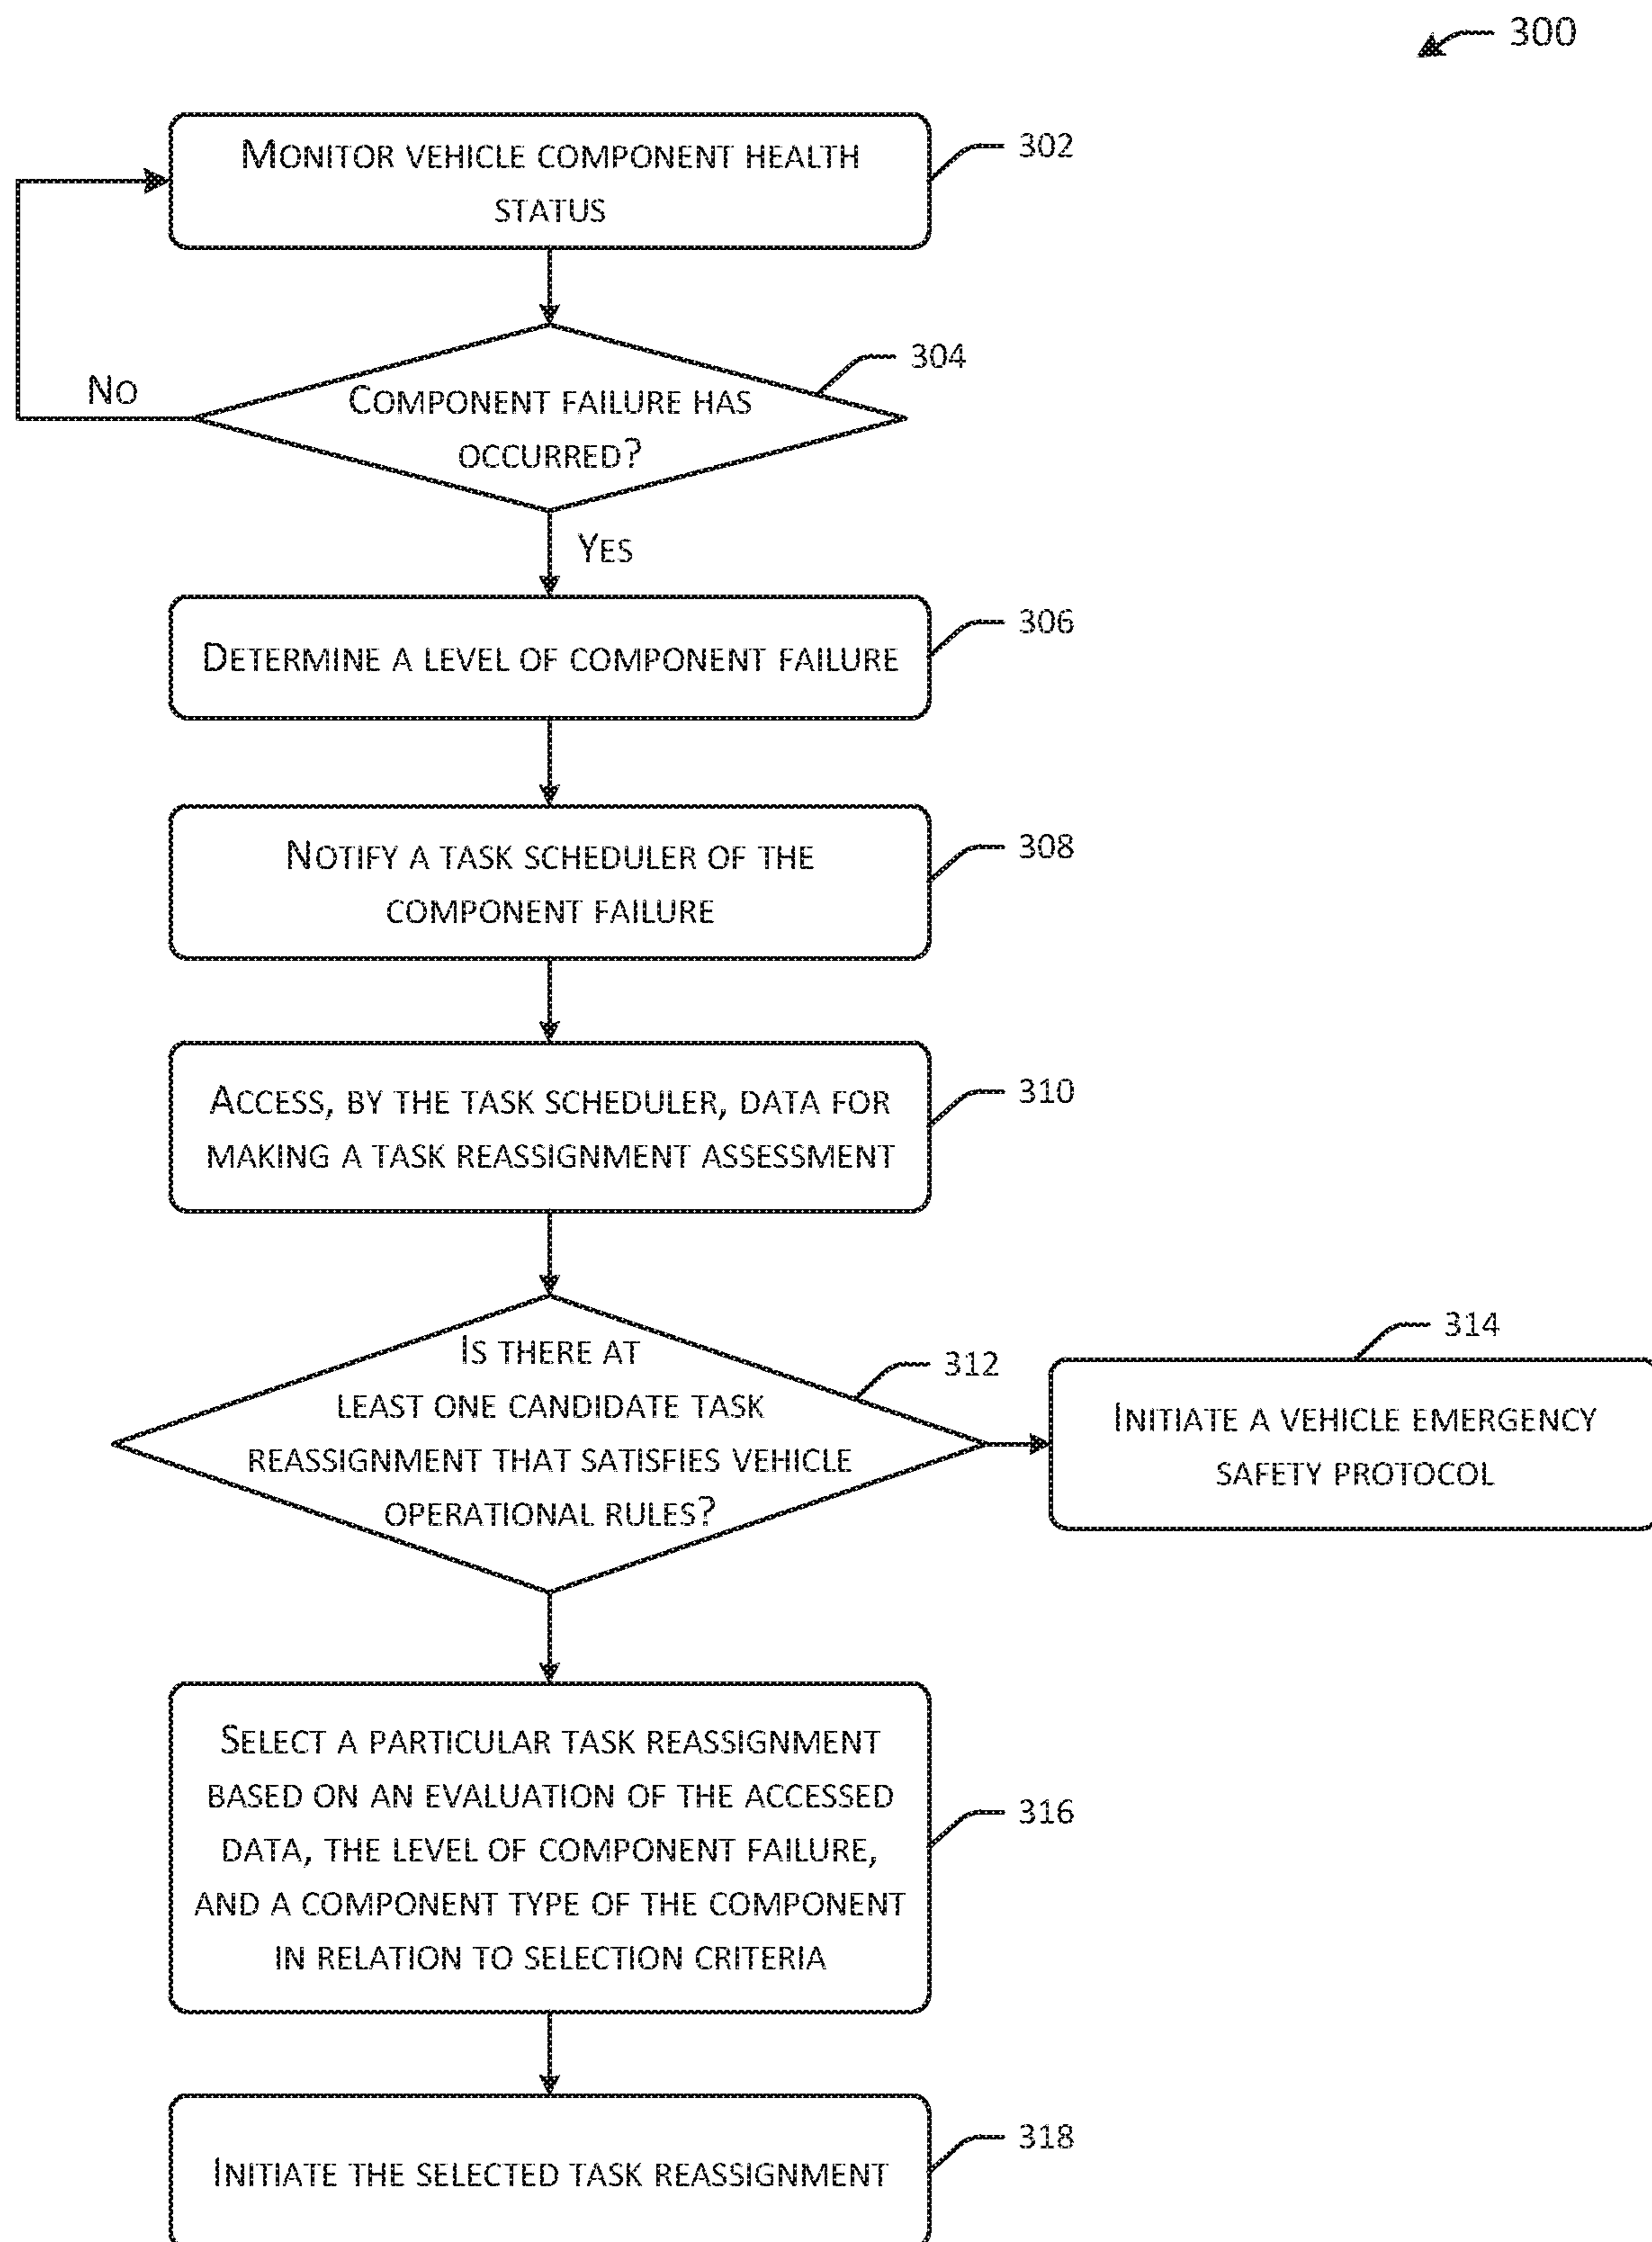 300
MONITOR VEHICLE COMPONENT HEALTH
STATUS
302
COMPONENT FAILURE HAS
OCCURRED?
304
NO
YES
DETERMINE A LEVEL OF COMPONENT FAILURE
306
NOTIFY A TASK SCHEDULER OF THE
COMPONENT FAILURE
308
ACCESS, BY THE TASK SCHEDULER, DATA FOR
MAKING A TASK REASSIGNMENT ASSESSMENT
310
IS THERE AT
LEAST ONE CANDIDATE TASK
REASSIGNMENT THAT SATISFIES VEHICLE
OPERATIONAL RULES?
312
314
INITIATE A VEHICLE EMERGENCY
SAFETY PROTOCOL
SELECT A PARTICULAR TASK REASSIGNMENT
BASED ON AN EVALUATION OF THE ACCESSED
DATA, THE LEVEL OF COMPONENT FAILURE,
AND A COMPONENT TYPE OF THE COMPONENT
IN RELATION TO SELECTION CRITERIA
316
INITIATE THE SELECTED TASK REASSIGNMENT
318